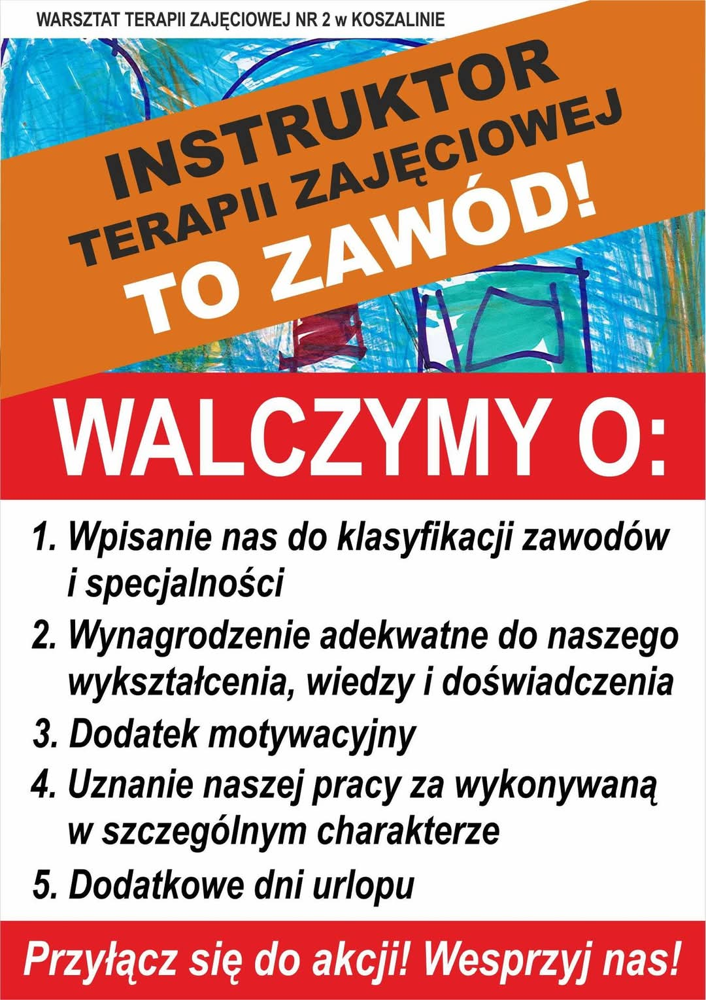 WARSZTAT TERAPII ZAJĘCIOWEJ NR 2 w KOSZALINIE
INSTRUKTOR
TERAPII ZAJĘCIOWEJ
TO ZAWÓD!
WALCZYMY O:
1. Wpisanie nas do klasyfikacji zawodów
i specjalności
2. Wynagrodzenie adekwatne do naszego
wykształcenia, wiedzy i doświadczenia
3. Dodatek motywacyjny
4. Uznanie naszej pracy za wykonywaną
w szczególnym charakterze
5. Dodatkowe dni urlopu
Przyłącz się do akcji! Wesprzyj nas!